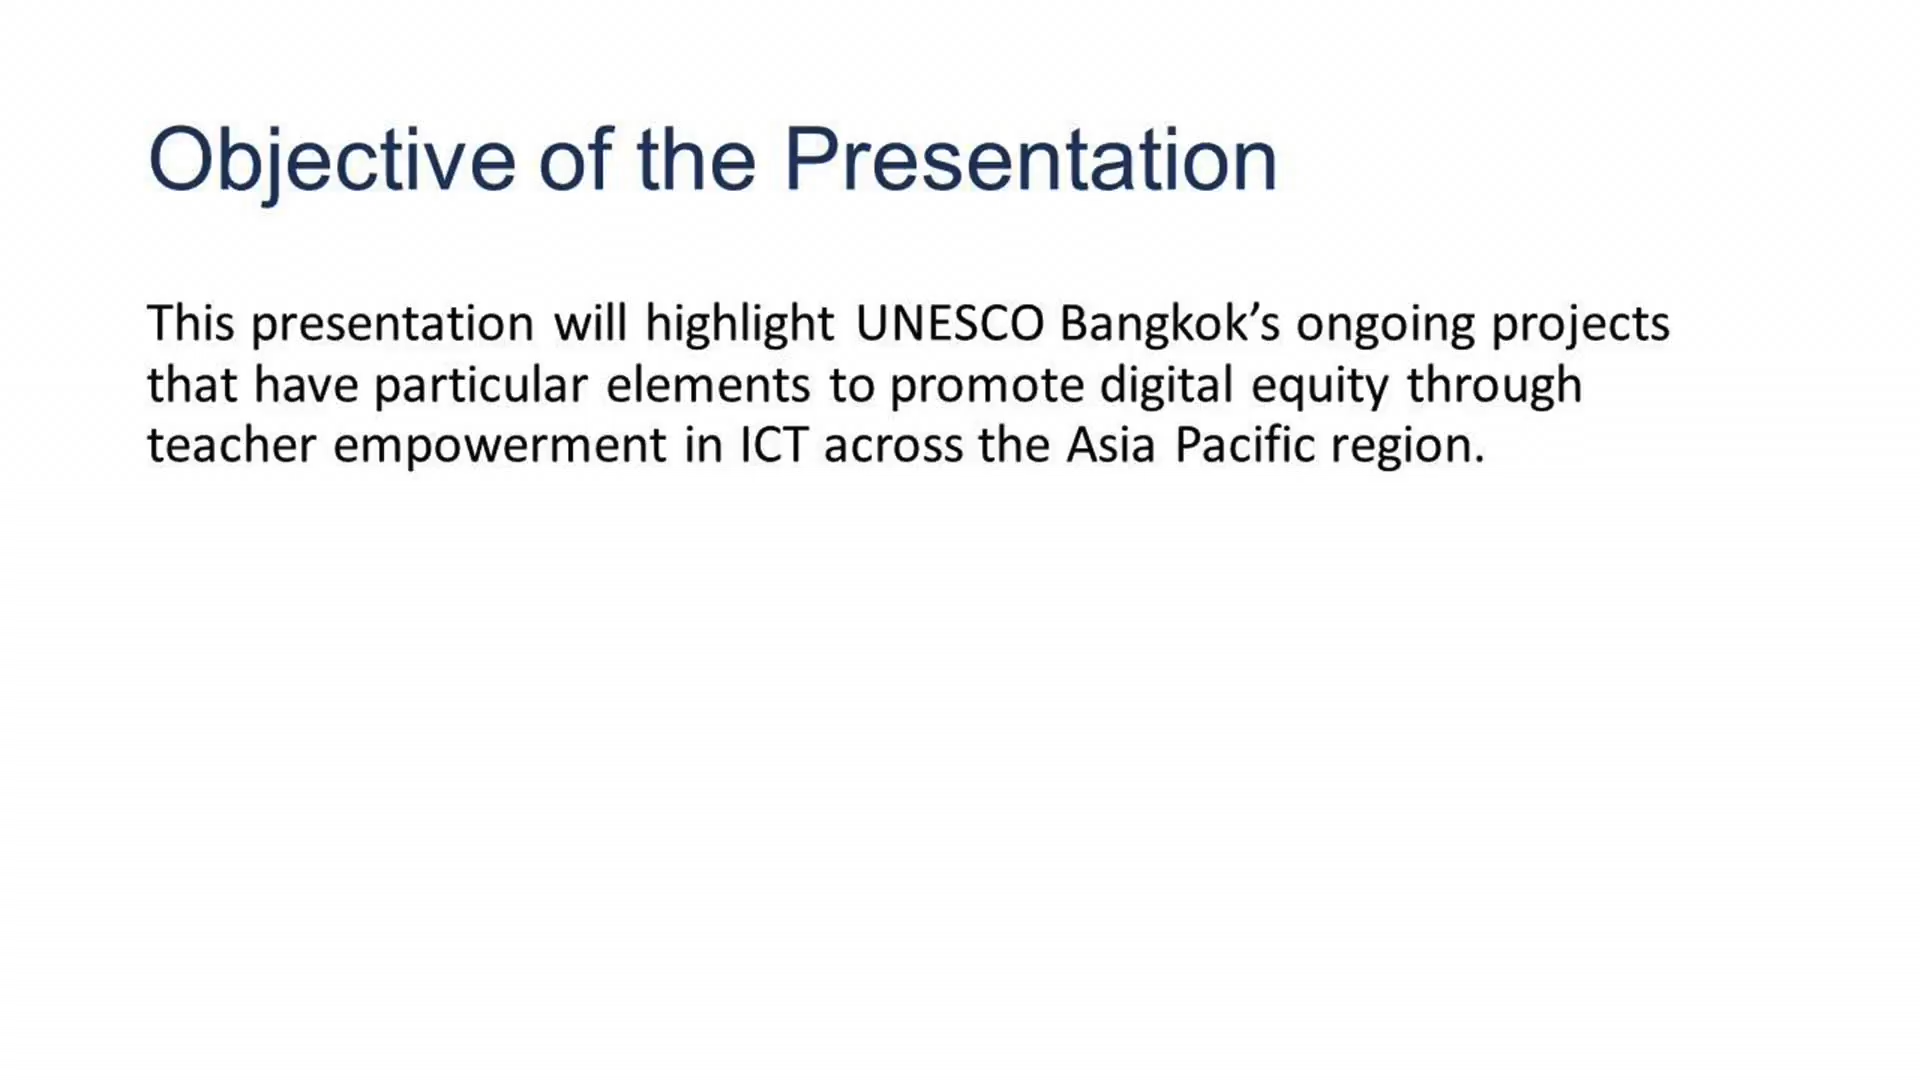 Objective of the Presentation
This presentation will highlight UNESCO Bangkok’s ongoing projects
that have particular elements to promote digital equity through
teacher empowerment in ICT across the Asia Pacific region.